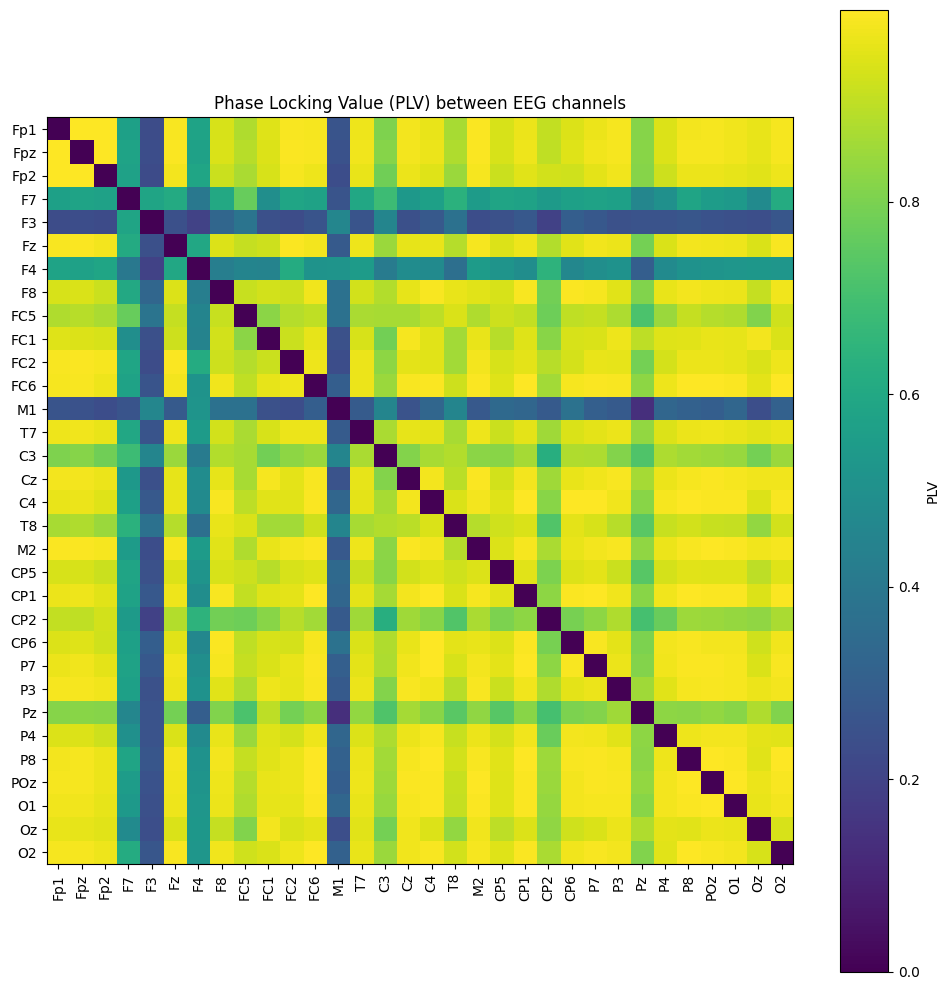 Phase Locking Value (PLV) between EEG channels
Fp1
Fpz
Fp2
F7
F3
Fz
F4
F8
FC5
FC1
FC2
FC6
M1
T7
C3
Cz
C4
T8
M2
CP5
CP1
CP2
CP6
P7
P3
Pz
P4
P8
POz
O1
Oz
O2
Fp1 Fpz Fp2 F7 F3 Fz F4 F8 FC5 FC1 FC2 FC6 M1 T7 C3 Cz C4 T8 M2 CP5 CP1 CP2 CP6 P7 P3 Pz P4 P8 POz O1 Oz O2
0.8
0.6
0.4
0.2
0.0
PLV